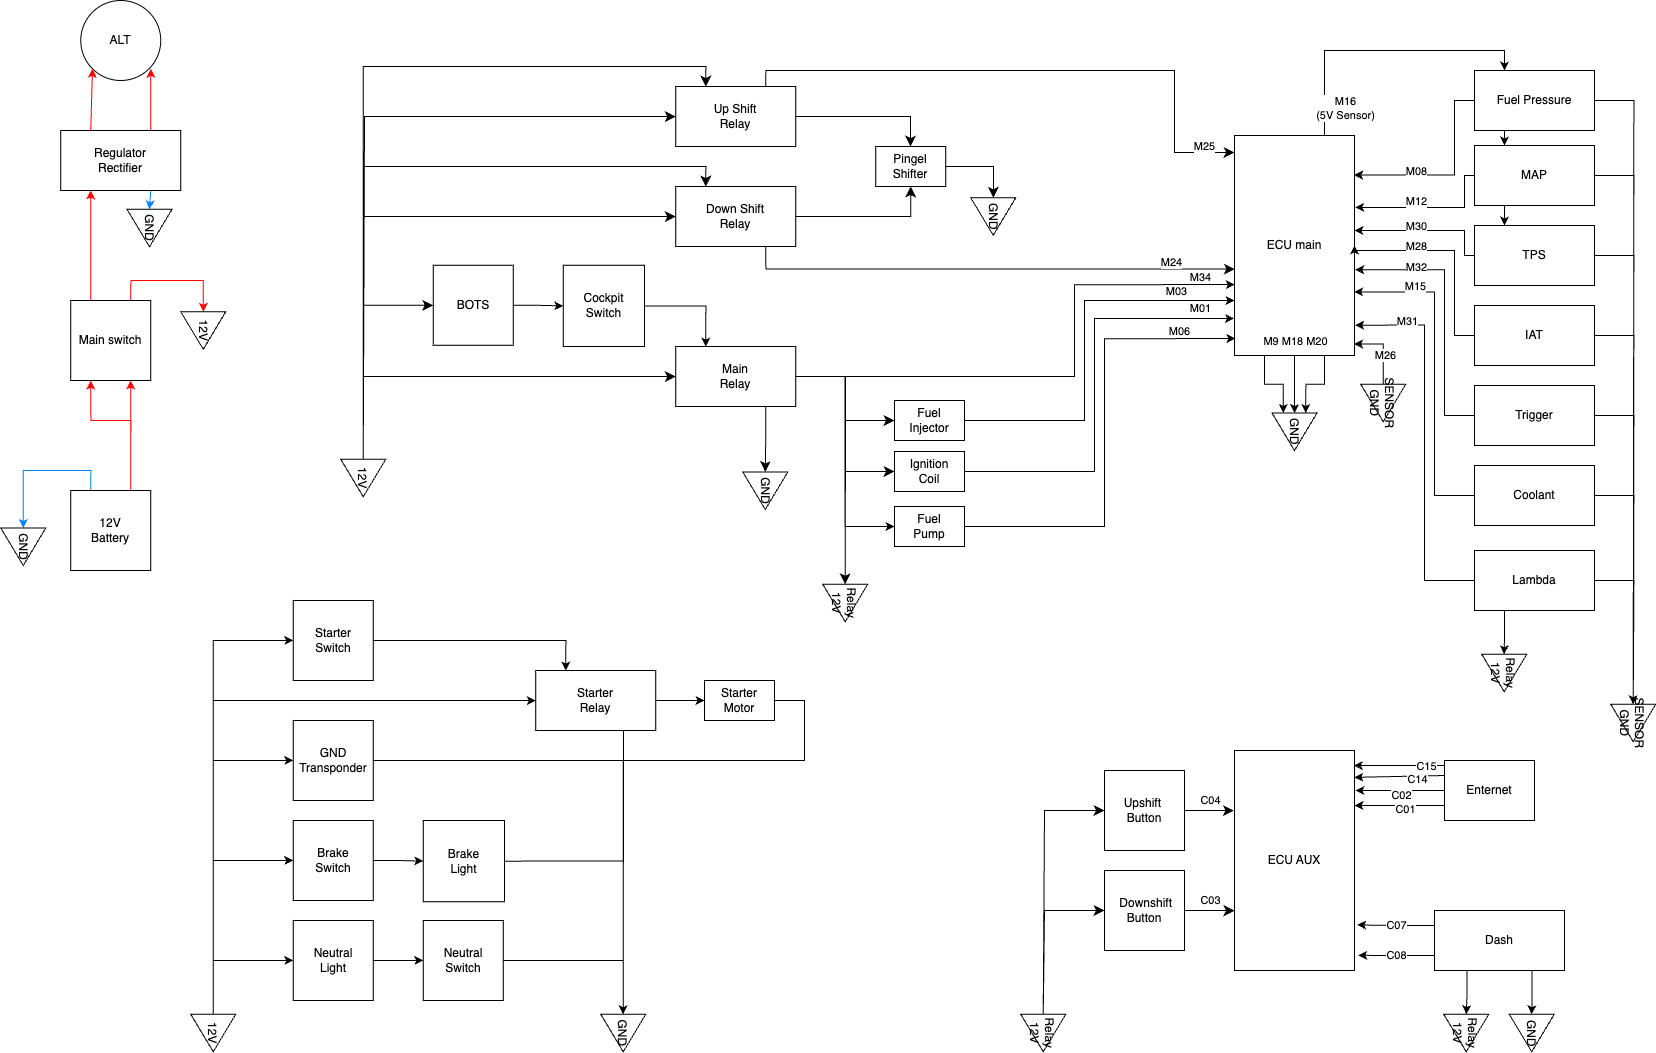 ALT
Regulator
Rectifier
GND
Main switch
12V
12V
Battery
GND
Up Shift
Relay
Pingel
Shifter
GND
Down Shift
Relay
BOTS
Cockpit
Switch
Main
Relay
12V
GND
Fuel
Injector
Ignition
Coil
Fuel
Pump
Relay
12V
M25
M24
M34
M03
M01
M06
M16
(5V Sensor)
ECU main
M9 M18 M20
GND
M08
M12
M30
M28
M32
M15
M31
M26
SENSOR
GND
Fuel Pressure
MAP
TPS
IAT
Trigger
Coolant
Lambda
Relay
12V
SENSOR
GND
Starter
Switch
Starter
Relay
Starter
Motor
GND
Transponder
Brake
Switch
Brake
Light
Neutral
Light
Neutral
Switch
12V
GND
Upshift
Button
C04
Downshift
Button
C03
Relay
12V
ECU AUX
C15
C14
C02
C01
Enternet
C07
C08
Dash
Relay
12V
GND